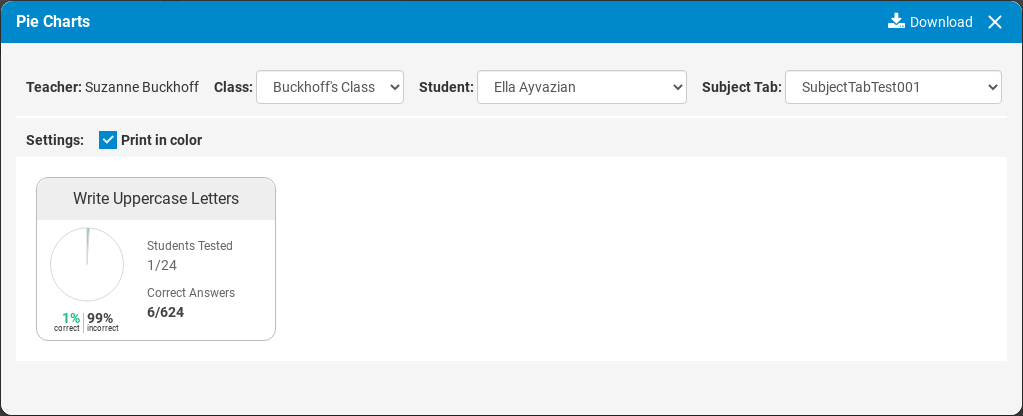 Pie Charts
Download
Teacher: Suzanne Buckhoff Class: Buckhoff's Class Student: Ella Ayvazian Subject Tab: SubjectTabTest001
Settings: Print in color
Write Uppercase Letters
Students Tested
1/24
Correct Answers
6/624
1% 99%
correct incorrect